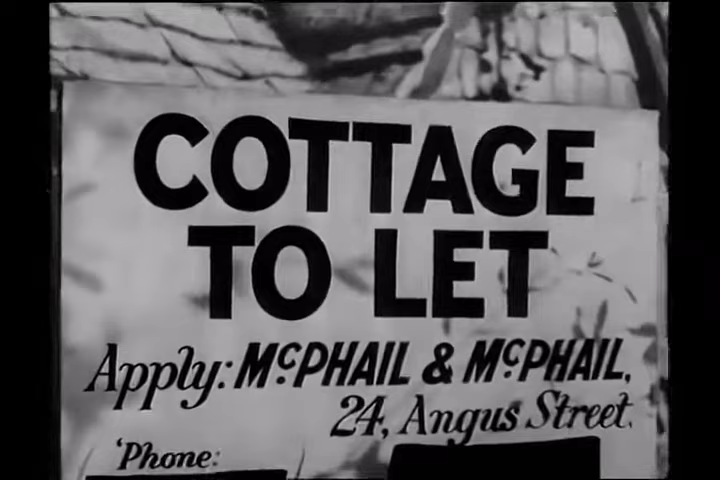 COTTAGE
TO LET
Apply: McPHAIL & McPHAIL,
24, Angus Street.
'Phone: